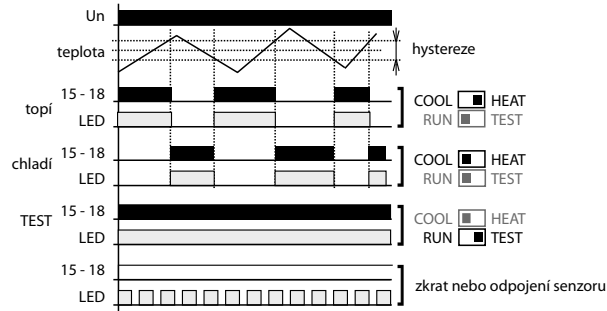 Un
teplota
hystereze
topí
15 - 18
LED
COOL HEAT
RUN TEST
chladí
15 - 18
LED
COOL HEAT
RUN TEST
TEST
15 - 18
LED
COOL HEAT
RUN TEST
15 - 18
LED
zkrat nebo odpojení senzoru